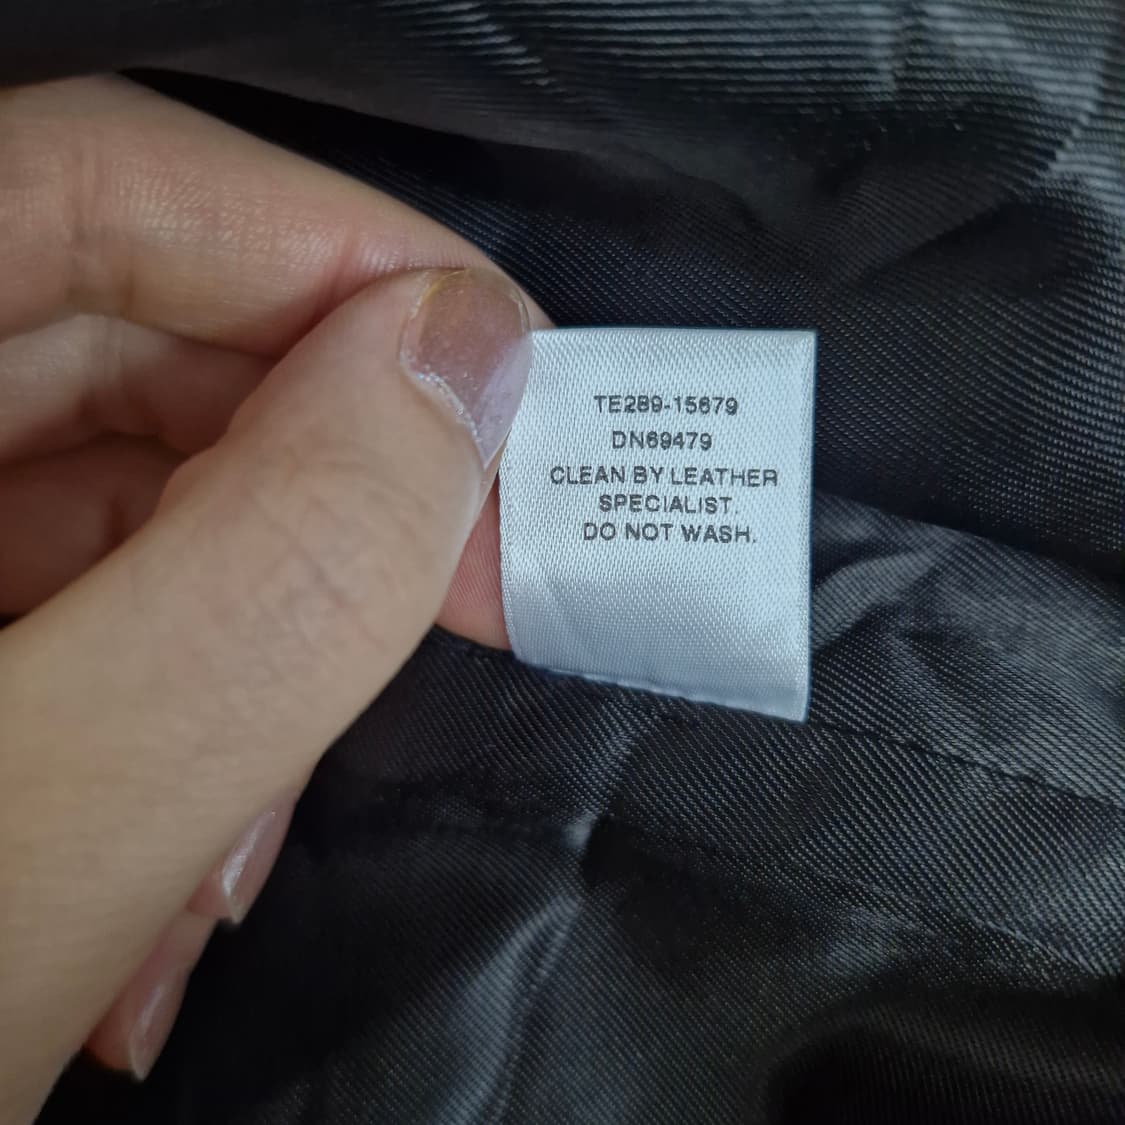 TE289-15679
DN69479
CLEAN BY LEATHER
SPECIALIST.
DO NOT WASH.